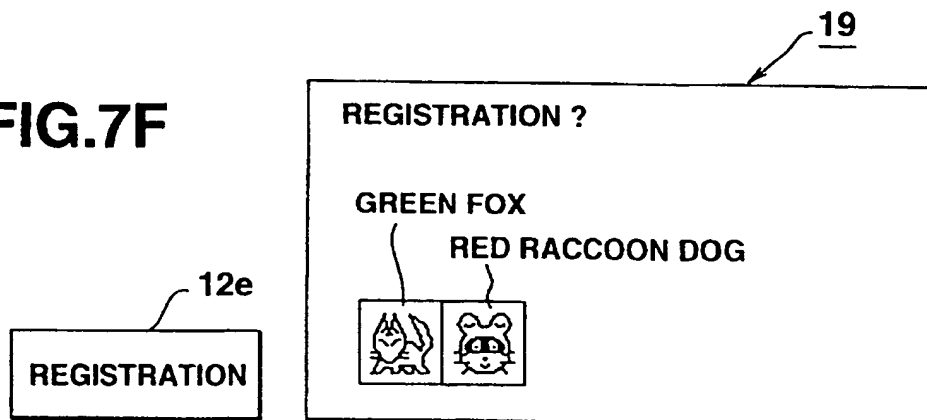 19
FIG.7F
REGISTRATION ?
GREEN FOX
RED RACCOON DOG
12e
REGISTRATION